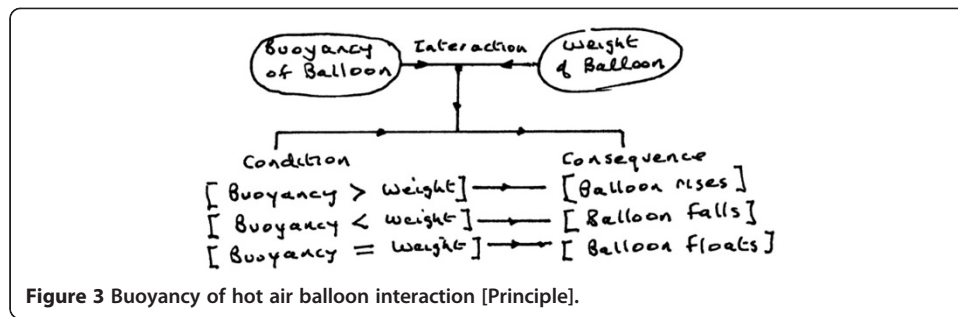 Buoyancy of Balloon
Interaction
Weight of Balloon
Condition
Consequence
[ Buoyancy > weight] [Balloon rises]
[ Buoyancy < weight ] [ Balloon falls]
[ Buoyancy = weight] [ Balloon floats]
Figure 3 Buoyancy of hot air balloon interaction [Principle].